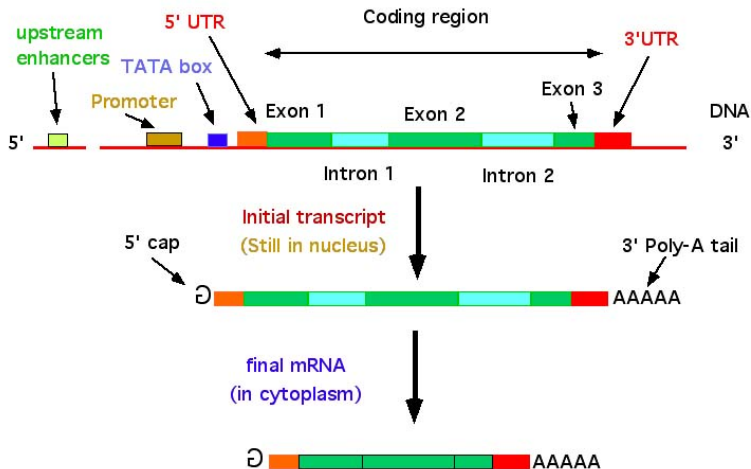 upstream
enhancers
5' UTR
Coding region
3'UTR
TATA box
Promoter
Exon 1
Exon 2
Exon 3
DNA
5'
3'
Intron 1
Intron 2
Initial transcript
(Still in nucleus)
5' cap
3' Poly-A tail
G
AAAAA
final mRNA
(in cytoplasm)
G
AAAAA